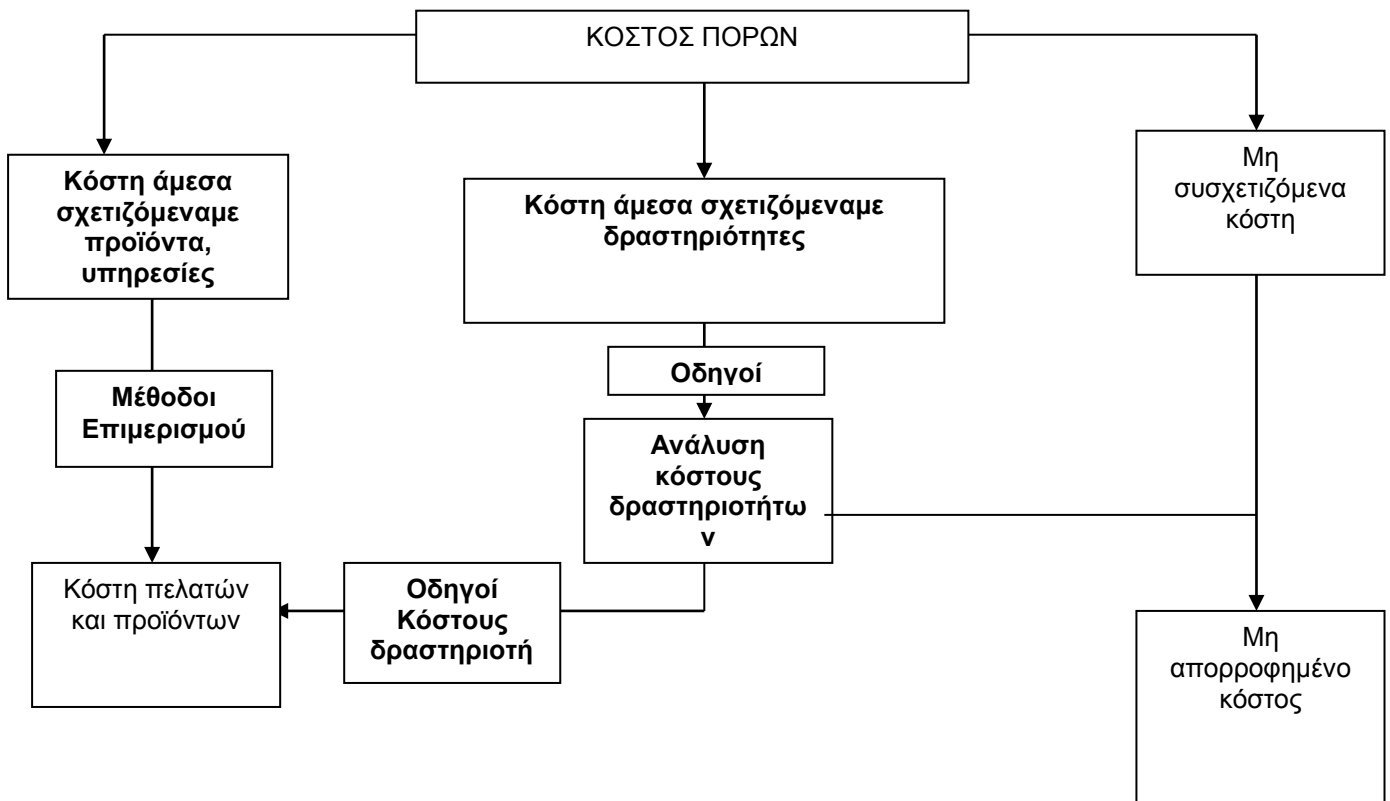 ΚΟΣΤΟΣ ΠΟΡΩΝ
Κόστη άμεσα
σχετιζόμεναμε
προϊόντα,
υπηρεσίες
Κόστη άμεσα σχετιζόμεναμε
δραστηριότητες
Μη
συσχετιζόμενα
κόστη
Οδηγοί
Μέθοδοι
Επιμερισμού
Ανάλυση
κόστους
δραστηριοτήτω
ν
Κόστη πελατών
και προϊόντων
Οδηγοί
Κόστους
δραστηριοτή
Μη
απορροφημένο
κόστος